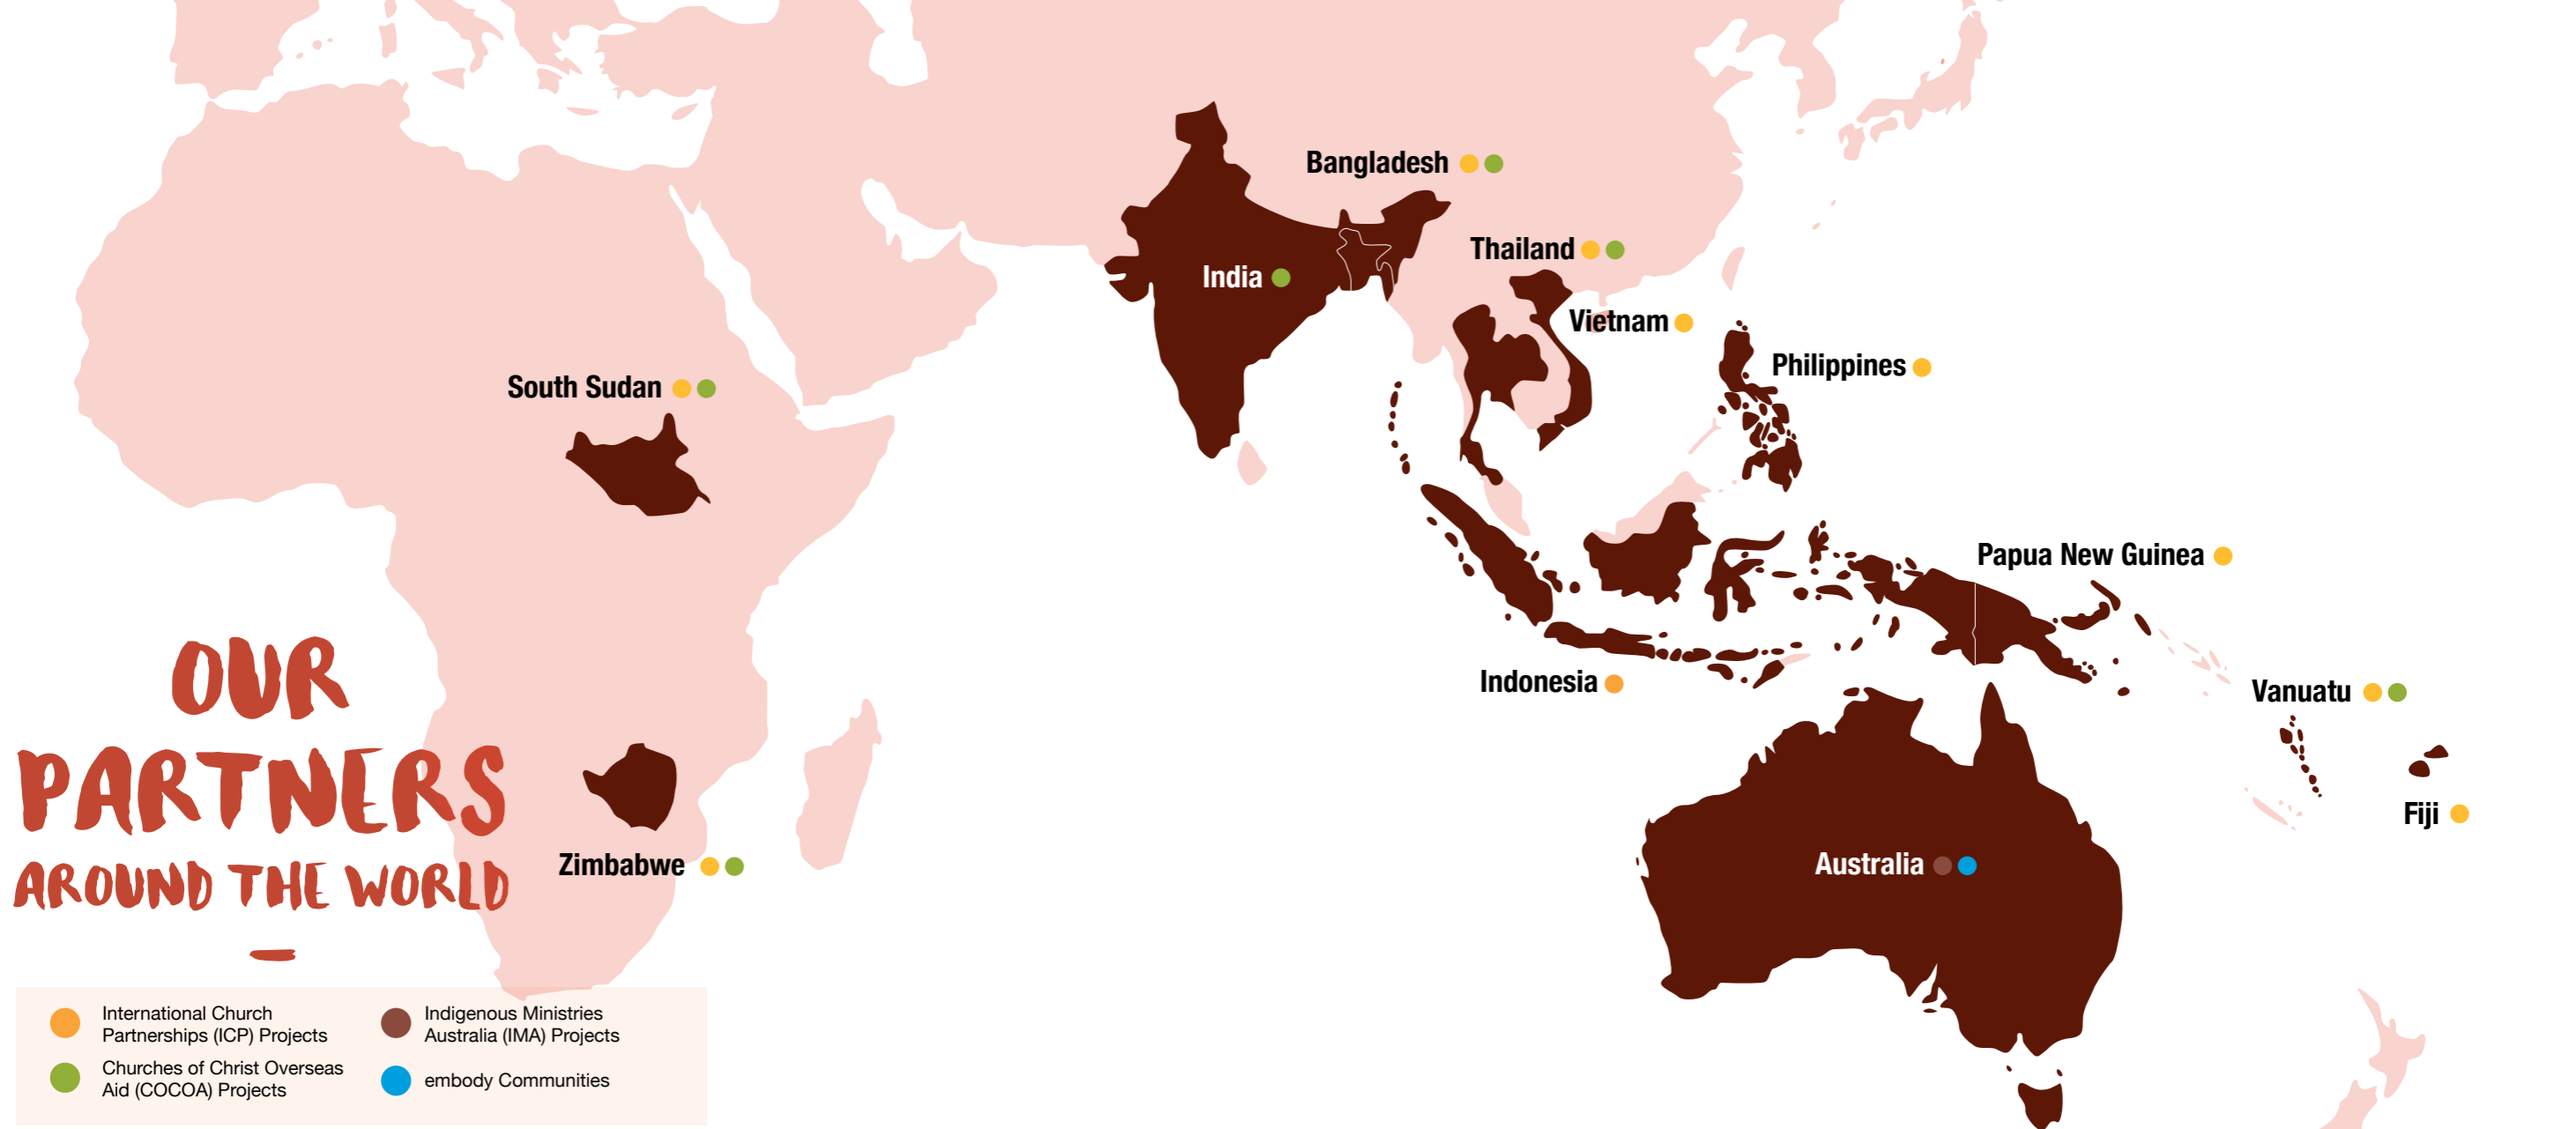 Bangladesh
Thailand
India
Vietnam
Philippines
South Sudan
Papua New Guinea
Indonesia
Vanuatu
Fiji
Australia
Zimbabwe
OUR
PARTNERS
AROUND THE WORLD
International Church
Partnerships (ICP) Projects
Churches of Christ Overseas
Aid (COCOA) Projects
Indigenous Ministries
Australia (IMA) Projects
embody Communities